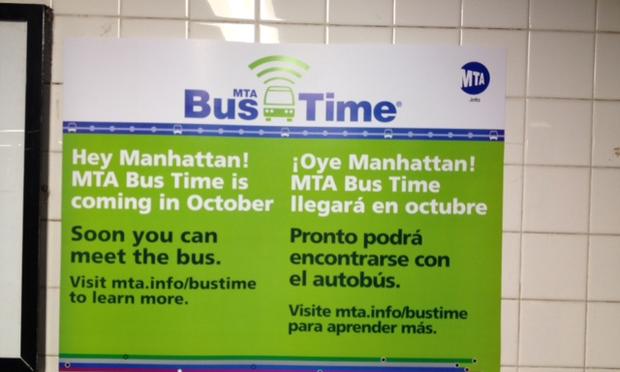 MTA
Bus Time®
MTA
.info
Hey Manhattan!
MTA Bus Time is
coming in October
Soon you can
meet the bus.
Visit mta.info/bustime
to learn more.
¡Oye Manhattan!
MTA Bus Time
llegará en octubre
Pronto podrá
encontrarse con
el autobús.
Visite mta.info/bustime
para aprender más.